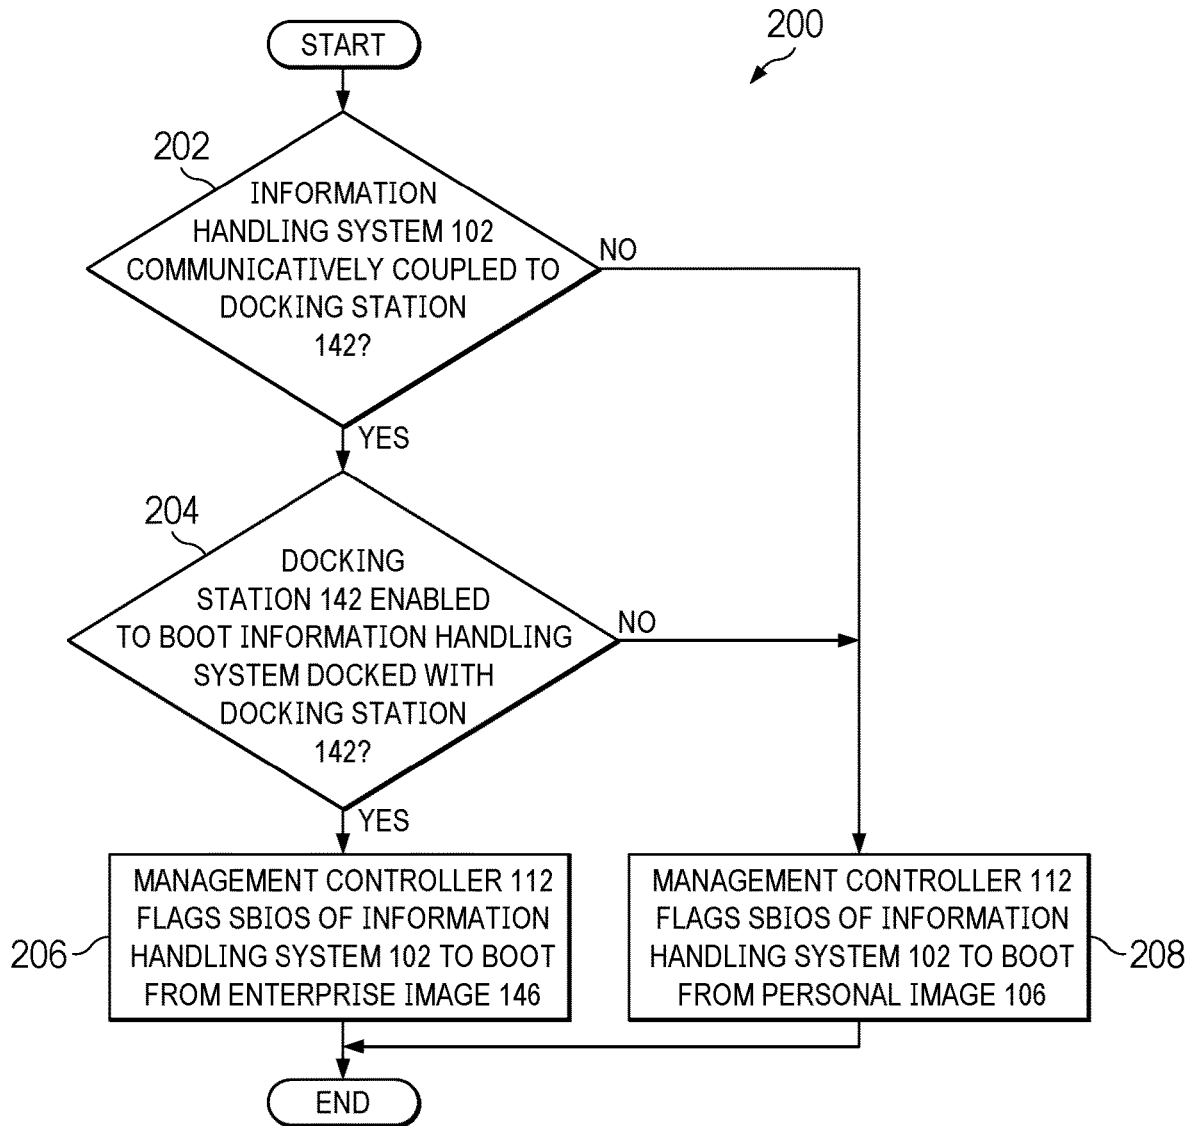 START
200
202
INFORMATION
HANDLING SYSTEM 102
COMMUNICATIVELY COUPLED TO
DOCKING STATION
142?
NO
YES
204
DOCKING
STATION 142 ENABLED
TO BOOT INFORMATION HANDLING
SYSTEM DOCKED WITH
DOCKING STATION
142?
NO
YES
206
MANAGEMENT CONTROLLER 112
FLAGS SBIOS OF INFORMATION
HANDLING SYSTEM 102 TO BOOT
FROM ENTERPRISE IMAGE 146
MANAGEMENT CONTROLLER 112
FLAGS SBIOS OF INFORMATION
HANDLING SYSTEM 102 TO BOOT
FROM PERSONAL IMAGE 106
208
END